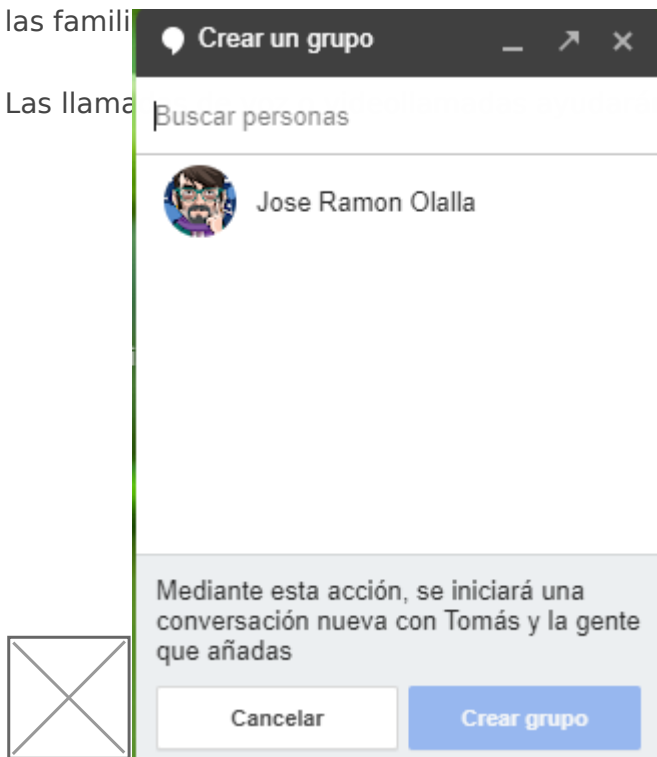 las famili
Crear un grupo
Las llama
Buscar personas
Jose Ramon Olalla
Mediante esta acción, se iniciará una
conversación nueva con Tomás y la gente
que añadas
Cancelar
Crear grupo